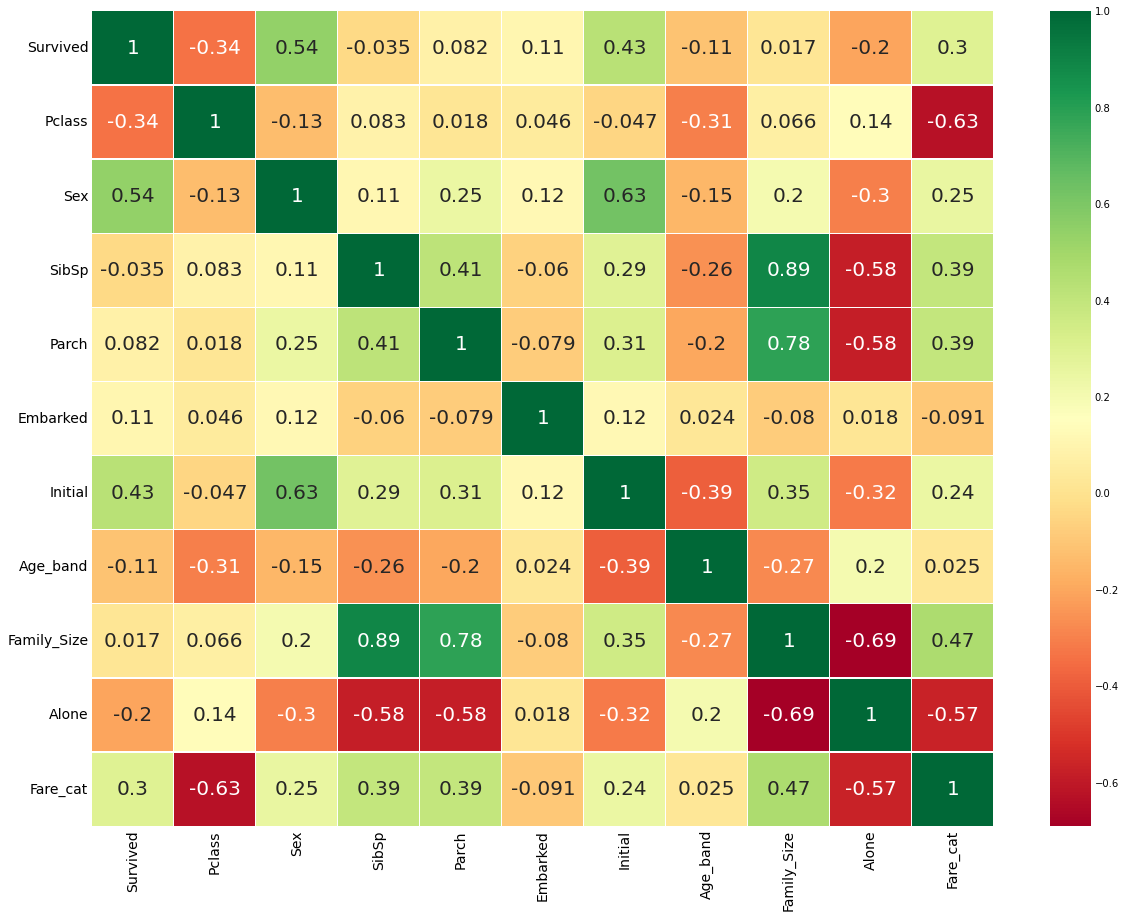 Survived 1 -0.34 0.54 -0.035 0.082 0.11 0.43 -0.11 0.017 -0.2 0.3
Pclass -0.34 1 -0.13 0.083 0.018 0.046 -0.047 -0.31 0.066 0.14 -0.63
Sex 0.54 -0.13 1 0.11 0.25 0.12 0.63 -0.15 0.2 -0.3 0.25
SibSp -0.035 0.083 0.11 1 0.41 -0.06 0.29 -0.26 0.89 -0.58 0.39
Parch 0.082 0.018 0.25 0.41 1 -0.079 0.31 -0.2 0.78 -0.58 0.39
Embarked 0.11 0.046 0.12 -0.06 -0.079 1 0.12 0.024 -0.08 0.018 -0.091
Initial 0.43 -0.047 0.63 0.29 0.31 0.12 1 -0.39 0.35 -0.32 0.24
Age_band -0.11 -0.31 -0.15 -0.26 -0.2 0.024 -0.39 1 -0.27 0.2 0.025
Family_Size 0.017 0.066 0.2 0.89 0.78 -0.08 0.35 -0.27 1 -0.69 0.47
Alone -0.2 0.14 -0.3 -0.58 -0.58 0.018 -0.32 0.2 -0.69 1 -0.57
Fare_cat 0.3 -0.63 0.25 0.39 0.39 -0.091 0.24 0.025 0.47 -0.57 1
Survived Pclass Sex SibSp Parch Embarked Initial Age_band Family_Size Alone Fare_cat
1.0
0.8
0.6
0.4
0.2
0.0
−0.2
−0.4
−0.6